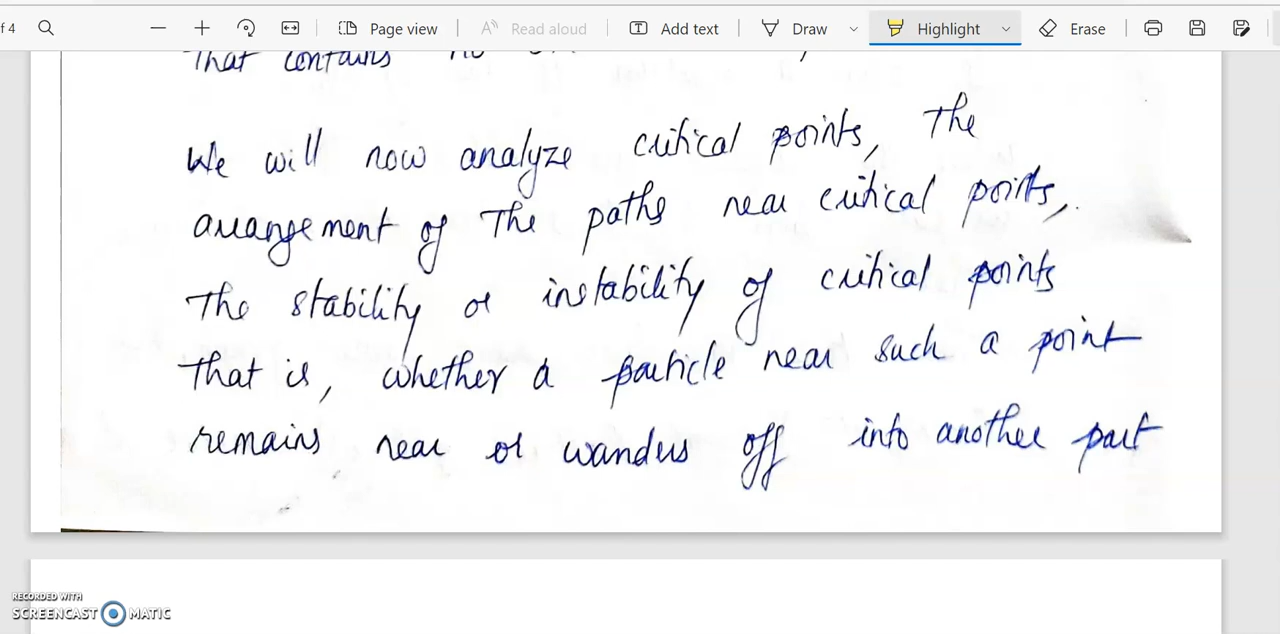 f 4 Page view Read aloud Add text Draw Highlight Erase
That contains no
We will now analyze critical points, The
arrangement of The paths near critical points,
The stability or instability of critical points
That is, whether a particle near such a point
remains near or wanders off into another part
RECORDED WITH
SCREENCAST MATIC